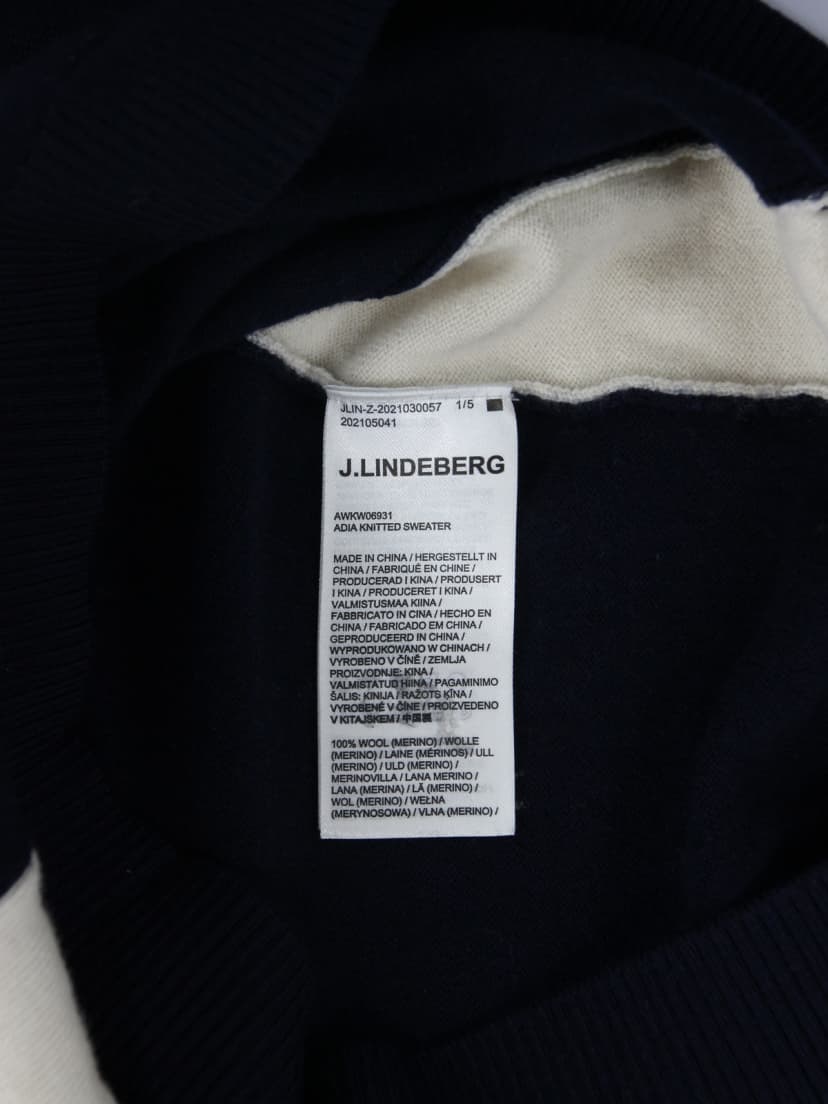 JLIN-Z-2021030057 1/5
202105041
J.LINDEBERG
AWKW06931
ADIA KNITTED SWEATER
MADE IN CHINA / HERGESTELLT IN
CHINA / FABRIQUÉ EN CHINE /
PRODUCERAD I KINA / PRODUSERT
I KINA / PRODUCERET I KINA /
VALMISTUSMAA KIINA /
FABBRICATO IN CINA / HECHO EN
CHINA / FABRICADO EM CHINA /
GEPRODUCEERD IN CHINA /
WYPRODUKOWANO W CHINACH /
VYROBENO V ČÍNĚ / ZEMLJA
PROIZVODNJE: KINA /
VALMISTATUD HIINA / PAGAMINIMO
ŠALIS: KINIJA / RAŽOTS ĶĪNA /
VYROBENÉ V ČÍNE / PROIZVEDENO
V KITAJSKEM / 中国製
100% WOOL (MERINO) / WOLLE
(MERINO) / LAINE (MÉRINOS) / ULL
(MERINO) / ULD (MERINO) /
MERINOVILLA / LANA MERINO /
LANA (MERINA) / LÃ (MERINO) /
WOL (MERINO) / WEŁNA
(MERYNOSOWA) / VLNA (MERINO) /